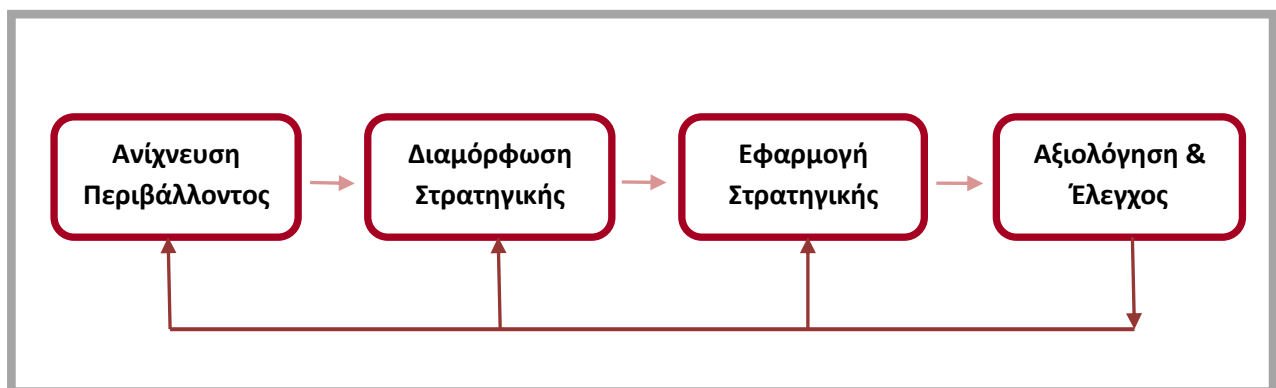 Ανίχνευση
Περιβάλλοντος
Διαμόρφωση
Στρατηγικής
Εφαρμογή
Στρατηγικής
Αξιολόγηση &
Έλεγχος